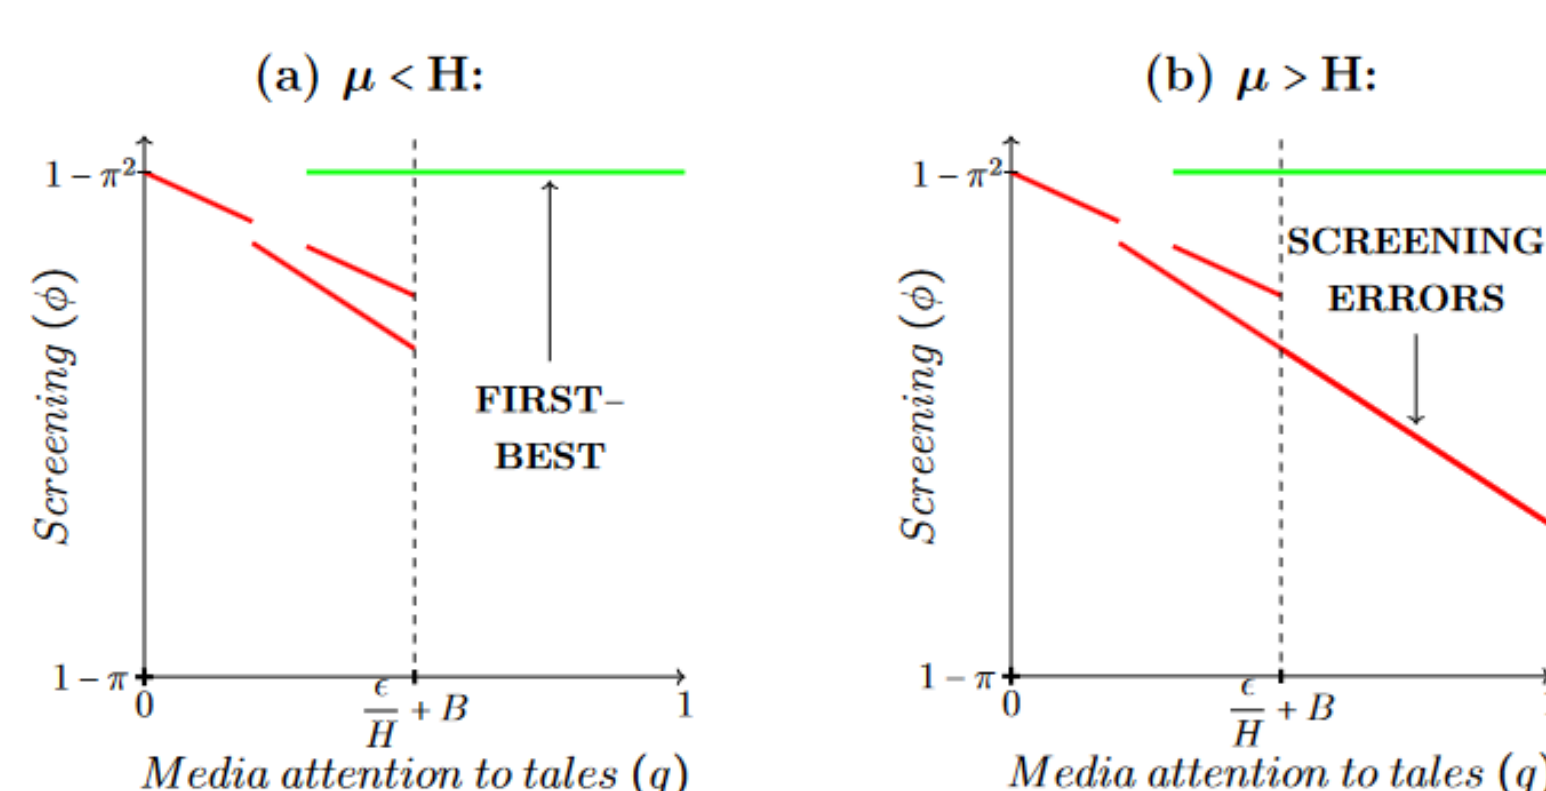 (a) μ < H:
1 − π²
Screening (ϕ)
FIRST–
BEST
1 − π
0
ϵ/H + B
1
Media attention to tales (q)
(b) μ > H:
1 − π²
Screening (ϕ)
SCREENING
ERRORS
1 − π
0
ϵ/H + B
Media attention to tales (q)